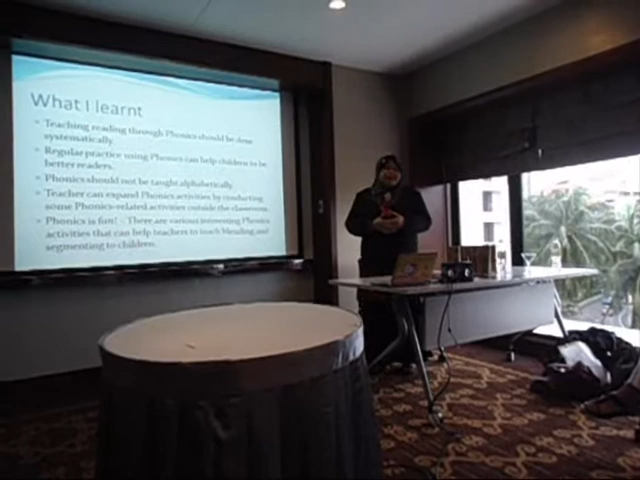 What I learnt
Teaching reading through Phonics should be done
systematically.
Regular practice using Phonics can help children to be
better readers.
Phonics should not be taught alphabetically.
Teacher can expand Phonics activities by conducting
some Phonics-related activities outside the classroom.
Phonics is fun! – There are various interesting Phonics
activities that can help teachers to teach blending and
segmenting to children.